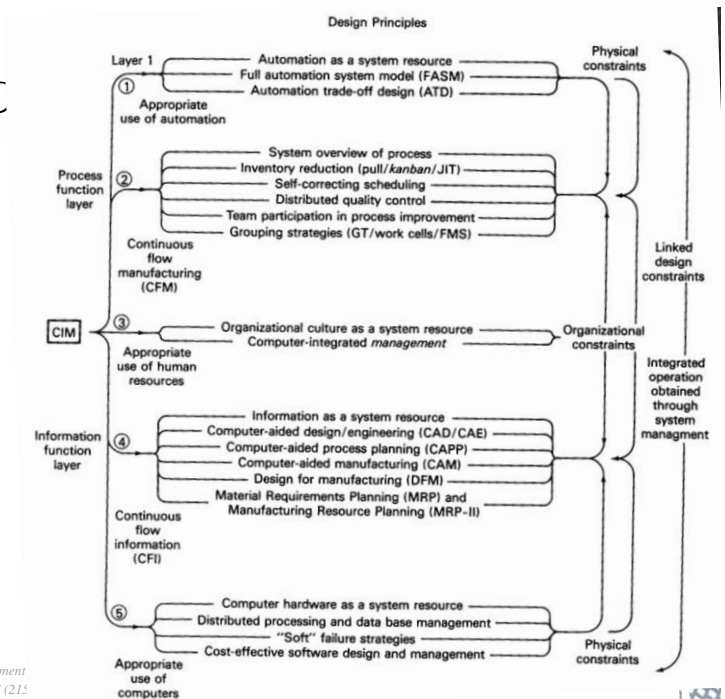 Design Principles
Layer 1
①
Appropriate
use of automation
Automation as a system resource
Full automation system model (FASM)
Automation trade-off design (ATD)
Physical
constraints
Process
function
layer
②
Continuous
flow
manufacturing
(CFM)
System overview of process
Inventory reduction (pull/kanban/JIT)
Self-correcting scheduling
Distributed quality control
Team participation in process improvement
Grouping strategies (GT/work cells/FMS)
Linked
design
constraints
CIM
③
Appropriate
use of human
resources
Organizational culture as a system resource
Computer-integrated management
Organizational
constraints
Integrated
operation
obtained
through
system
managment
Information
function
layer
④
Continuous
flow
information
(CFI)
Information as a system resource
Computer-aided design/engineering (CAD/CAE)
Computer-aided process planning (CAPP)
Computer-aided manufacturing (CAM)
Design for manufacturing (DFM)
Material Requirements Planning (MRP) and
Manufacturing Resource Planning (MRP-II)
⑤
Appropriate
use of
computers
Computer hardware as a system resource
Distributed processing and data base management
"Soft" failure strategies
Cost-effective software design and management
Physical
constraints
ment
(215